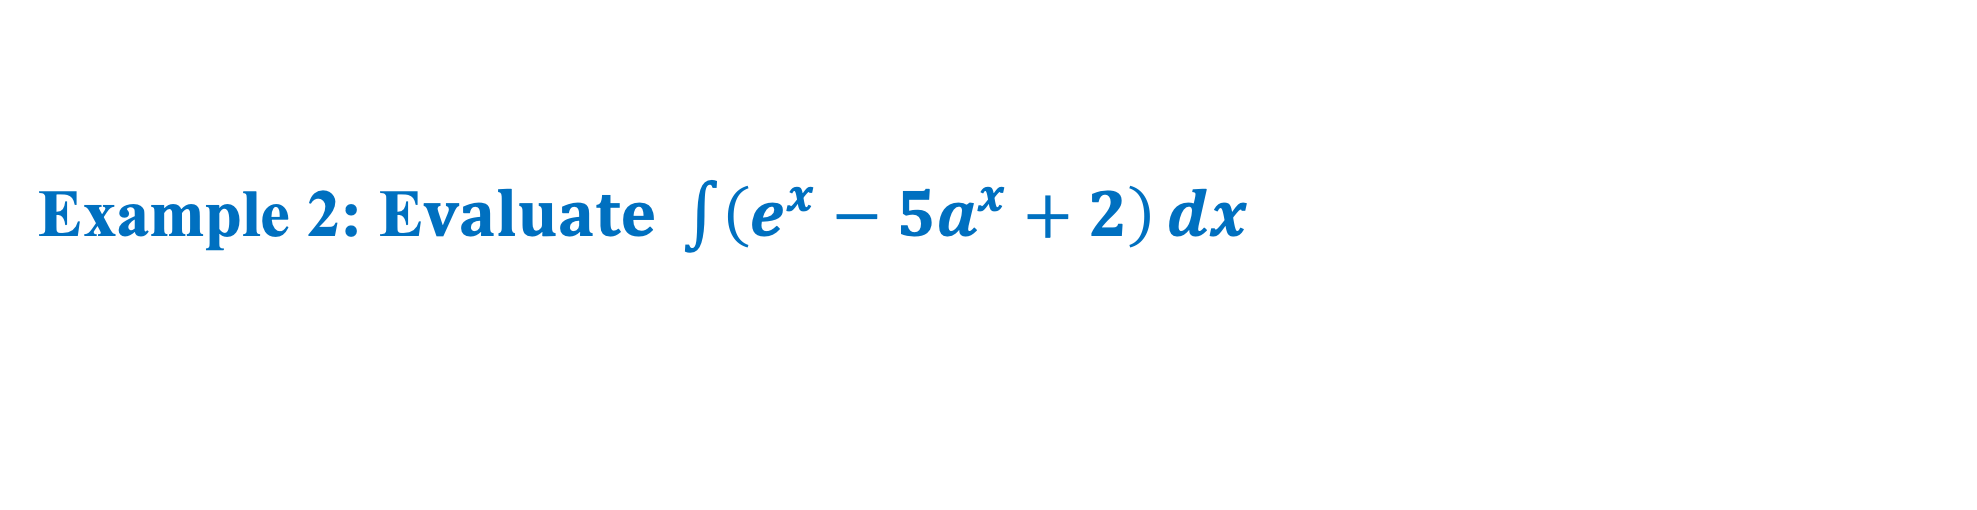 Example 2: Evaluate ∫(eˣ − 5aˣ + 2) dx